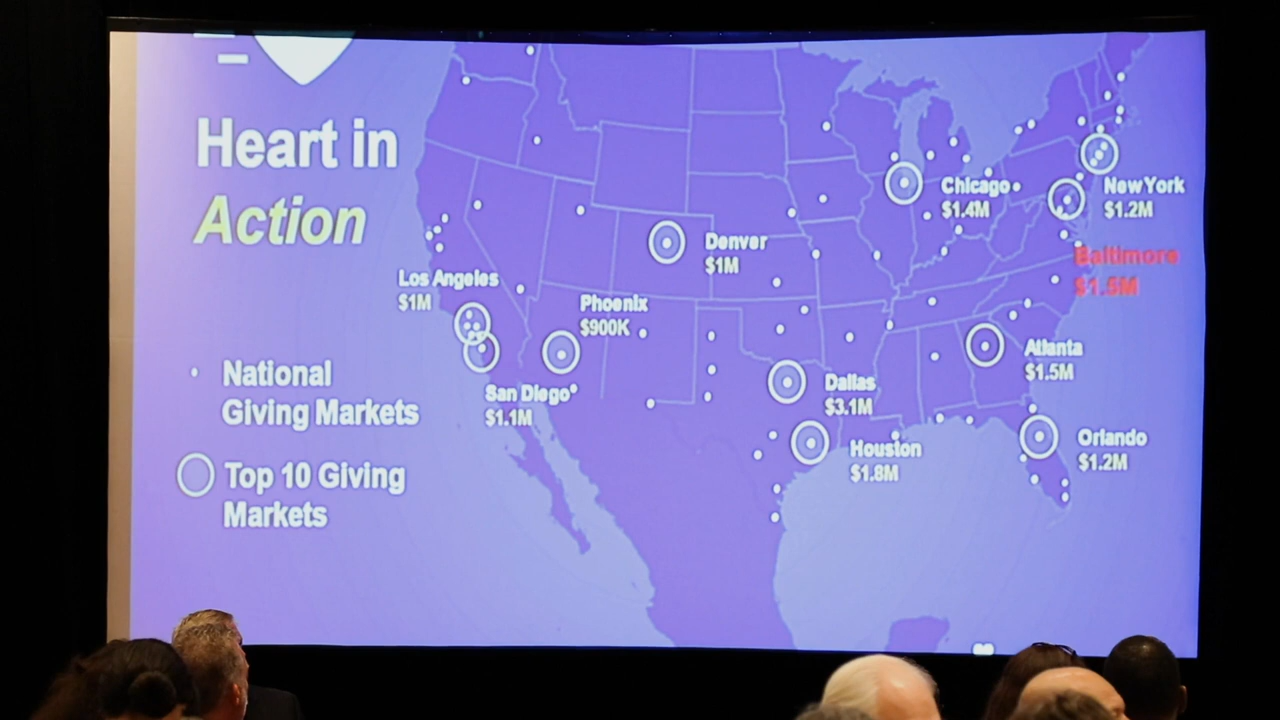 Heart in
Action
National
Giving Markets
Top 10 Giving
Markets
Los Angeles
$1M
San Diego
$1.1M
Phoenix
$900K
Denver
$1M
Dallas
$3.1M
Houston
$1.8M
Chicago
$1.4M
New York
$1.2M
Baltimore
$1.5M
Atlanta
$1.5M
Orlando
$1.2M